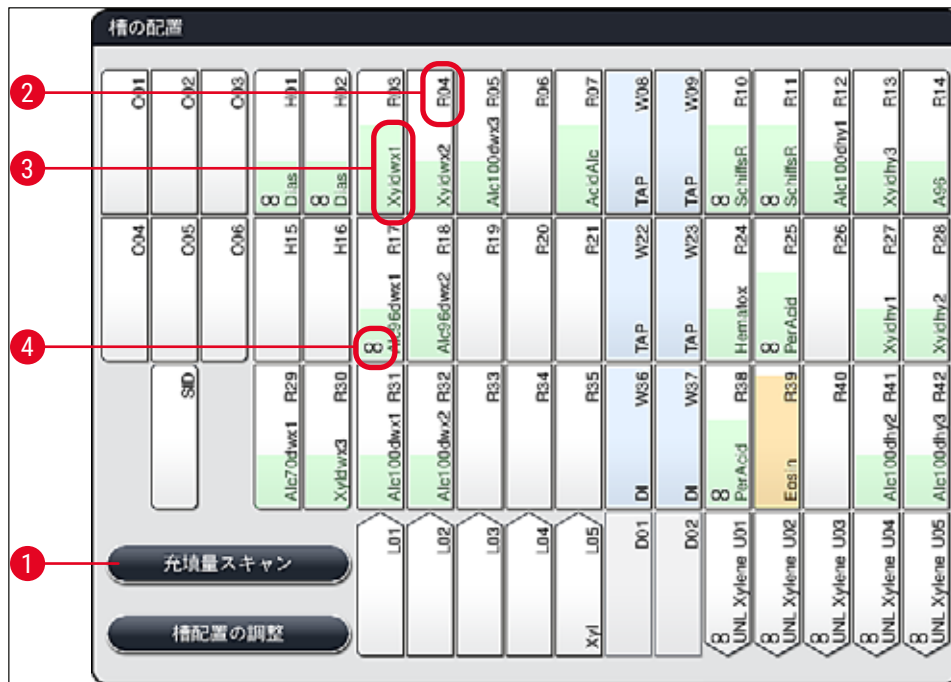 槽の配置
2
3
4
1
C01
C02
C03
H01
Dias
H02
Dias
R03
Xyldwx1
R04
Xyldwx2
R05
Alc100dwx3
R06
R07
AcidAlc
W08
TAP
W09
TAP
R10
SchiffsR
R11
SchiffsR
R12
Alc100dhy1
R13
Xyldhy3
R14
C04
C05
C06
H15
H16
R17
Alc96dwx1
R18
Alc96dwx2
R19
R20
R21
W22
TAP
W23
TAP
R24
Hematox
R25
PerAcid
R26
R27
Xyldhy1
R28
Xyldhy2
SID
R29
Alc70dwx1
R30
Xyldwx3
R31
Alc100dwx1
R32
Alc100dwx2
R33
R34
R35
W36
DI
W37
DI
R38
PerAcid
R39
Eosin
R40
R41
Alc100dhy2
R42
Alc100dhy3
充填量スキャン
槽配置の調整
L01
L02
L03
L04
L05
Xyl
D01
D02
UNL Xylene U01
UNL Xylene U02
UNL Xylene U03
UNL Xylene U04
UNL Xylene U05